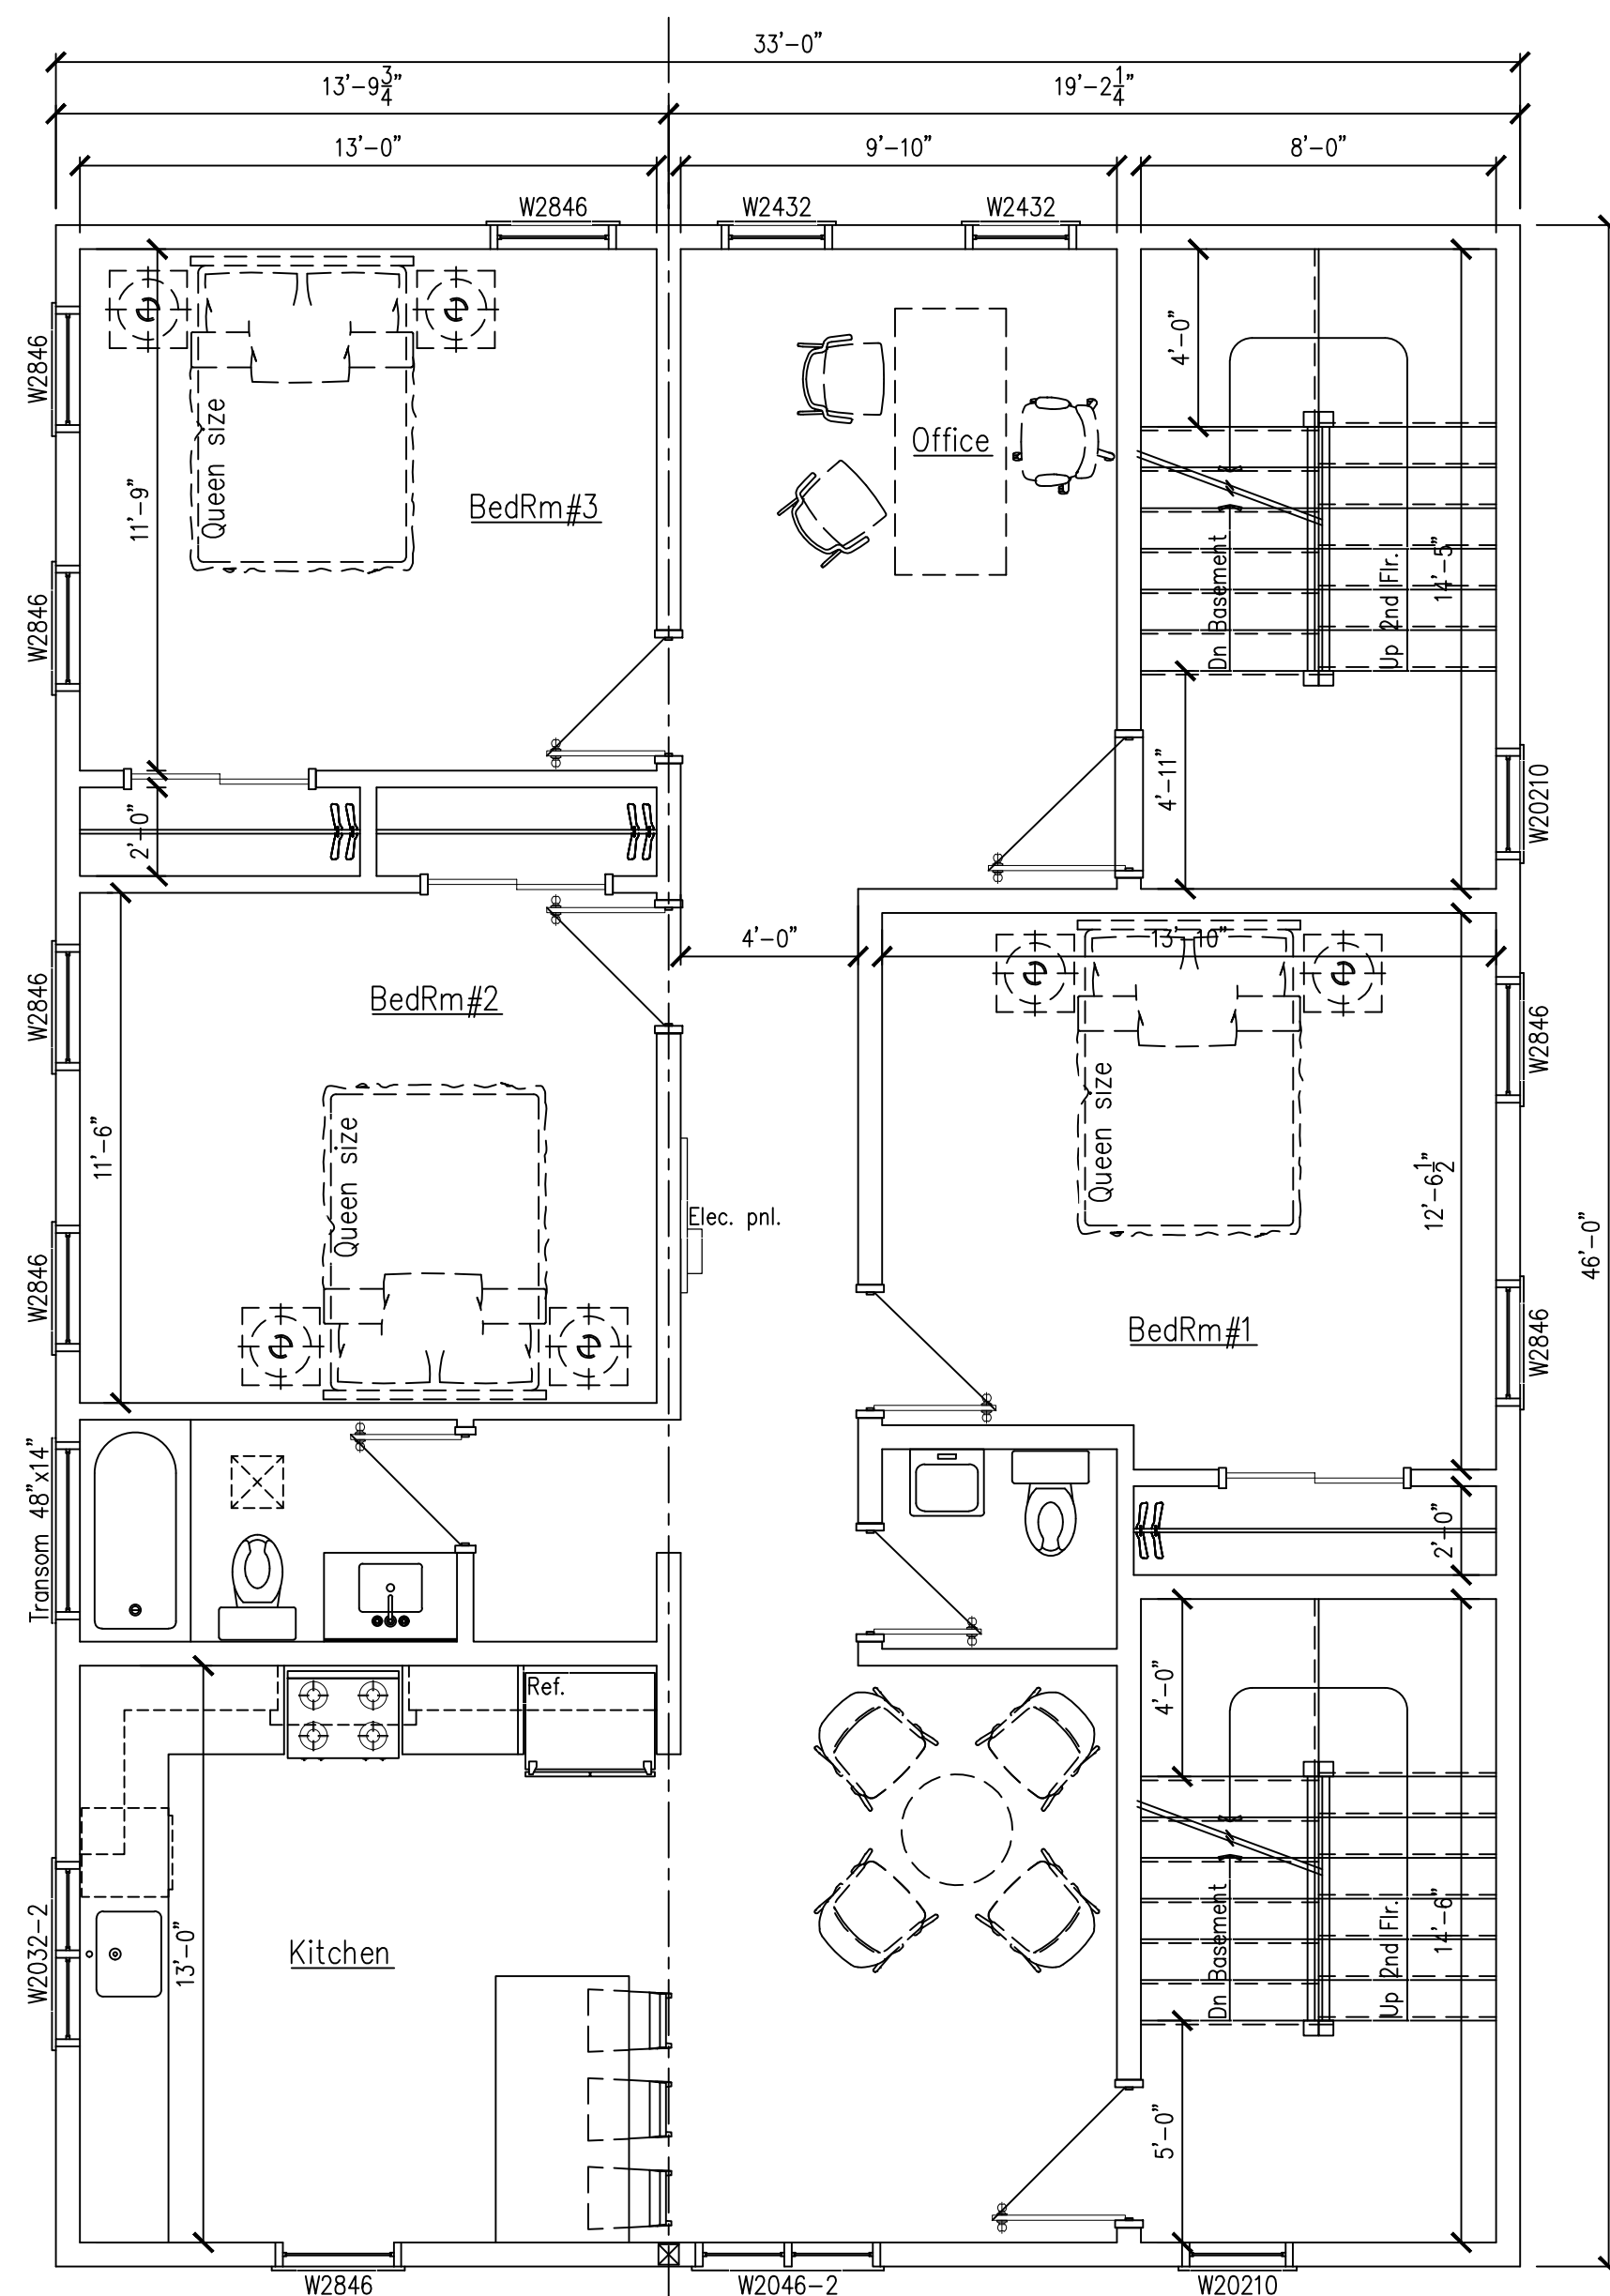 33'-0"
13'-9 3/4"
19'-2 1/4"
13'-0"
9'-10"
8'-0"
W2846
W2432
W2432
W2846
4'-0"
Queen size
Office
11'-9"
BedRm#3
W2846
Dn Basement
Up 2nd Flr.
14'-5"
4'-11"
W20210
2'-0"
4'-0"
13'-10"
W2846
BedRm#2
W2846
Queen size
11'-6"
Queen size
12'-6 1/2"
Elec. pnl.
46'-0"
W2846
BedRm#1
W2846
Transom 48"x14"
2'-0"
Ref.
4'-0"
W2032-2
13'-0"
Kitchen
Dn Basement
Up 2nd Flr.
14'-6"
5'-0"
W2846
W2046-2
W20210